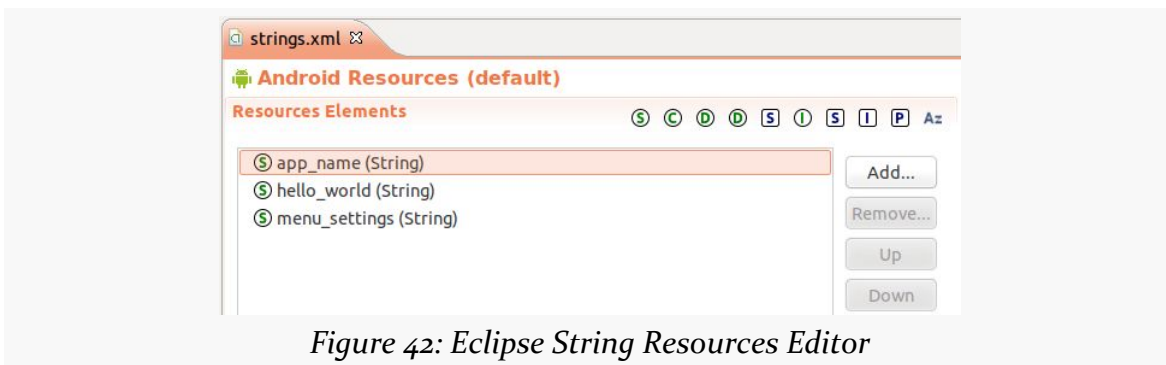 strings.xml
Android Resources (default)
Resources Elements S C D D S I S I P Az
S app_name (String)
S hello_world (String)
S menu_settings (String)
Add...
Remove...
Up
Down
Figure 42: Eclipse String Resources Editor